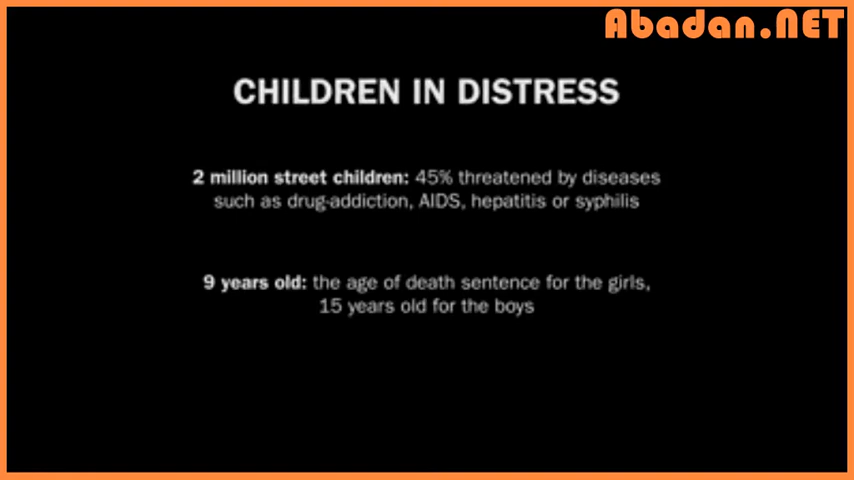 Abadan.NET
CHILDREN IN DISTRESS
2 million street children: 45% threatened by diseases
such as drug-addiction, AIDS, hepatitis or syphilis
9 years old: the age of death sentence for the girls,
15 years old for the boys